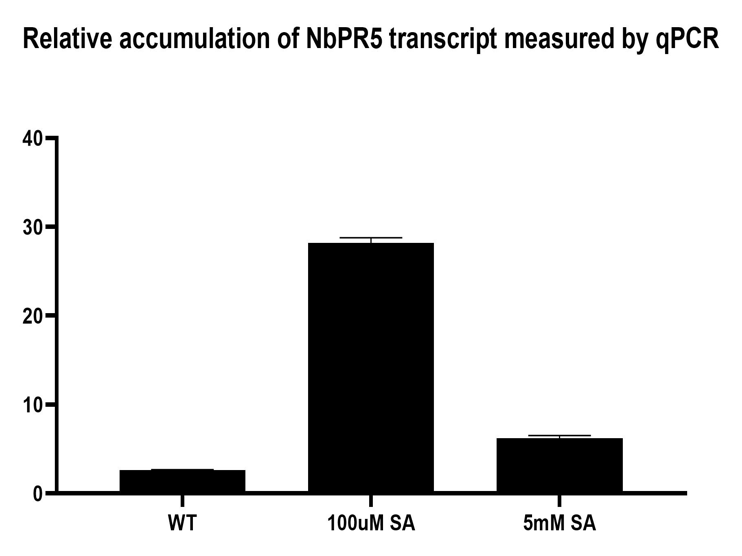 Relative accumulation of NbPR5 transcript measured by qPCR
40
30
20
10
0
WT
100uM SA
5mM SA